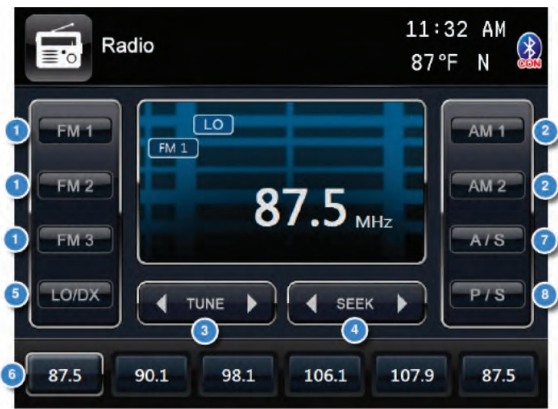 Radio
11:32 AM
87°F N
CON
1 FM 1
LO
FM 1
AM 1 2
1 FM 2
87.5 MHz
AM 2 2
1 FM 3
A / S 7
5 LO/DX
TUNE
SEEK
P / S 8
3
4
6 87.5 90.1 98.1 106.1 107.9 87.5